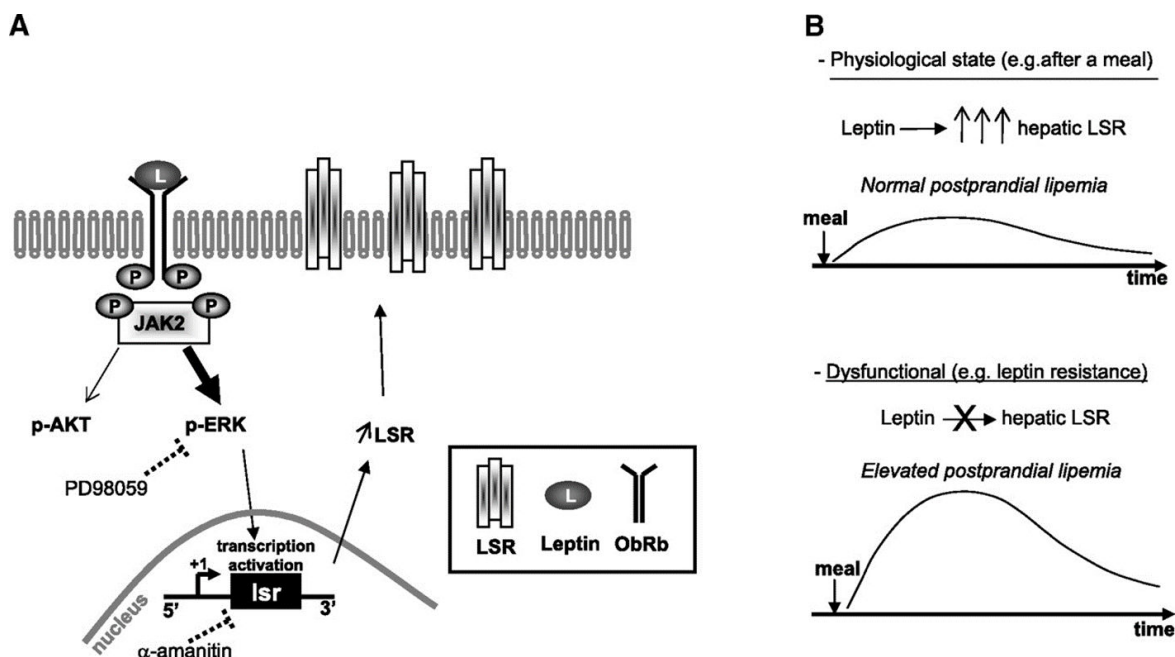 A
L
P P
P P
JAK2
p-AKT
p-ERK
PD98059
LSR
transcription
activation
+1
lsr
5’
3’
nucleus
α-amanitin
L
LSR Leptin ObRb
B
- Physiological state (e.g.after a meal)
Leptin → ↑↑↑ hepatic LSR
Normal postprandial lipemia
meal
time
- Dysfunctional (e.g. leptin resistance)
Leptin X→ hepatic LSR
Elevated postprandial lipemia
meal
time